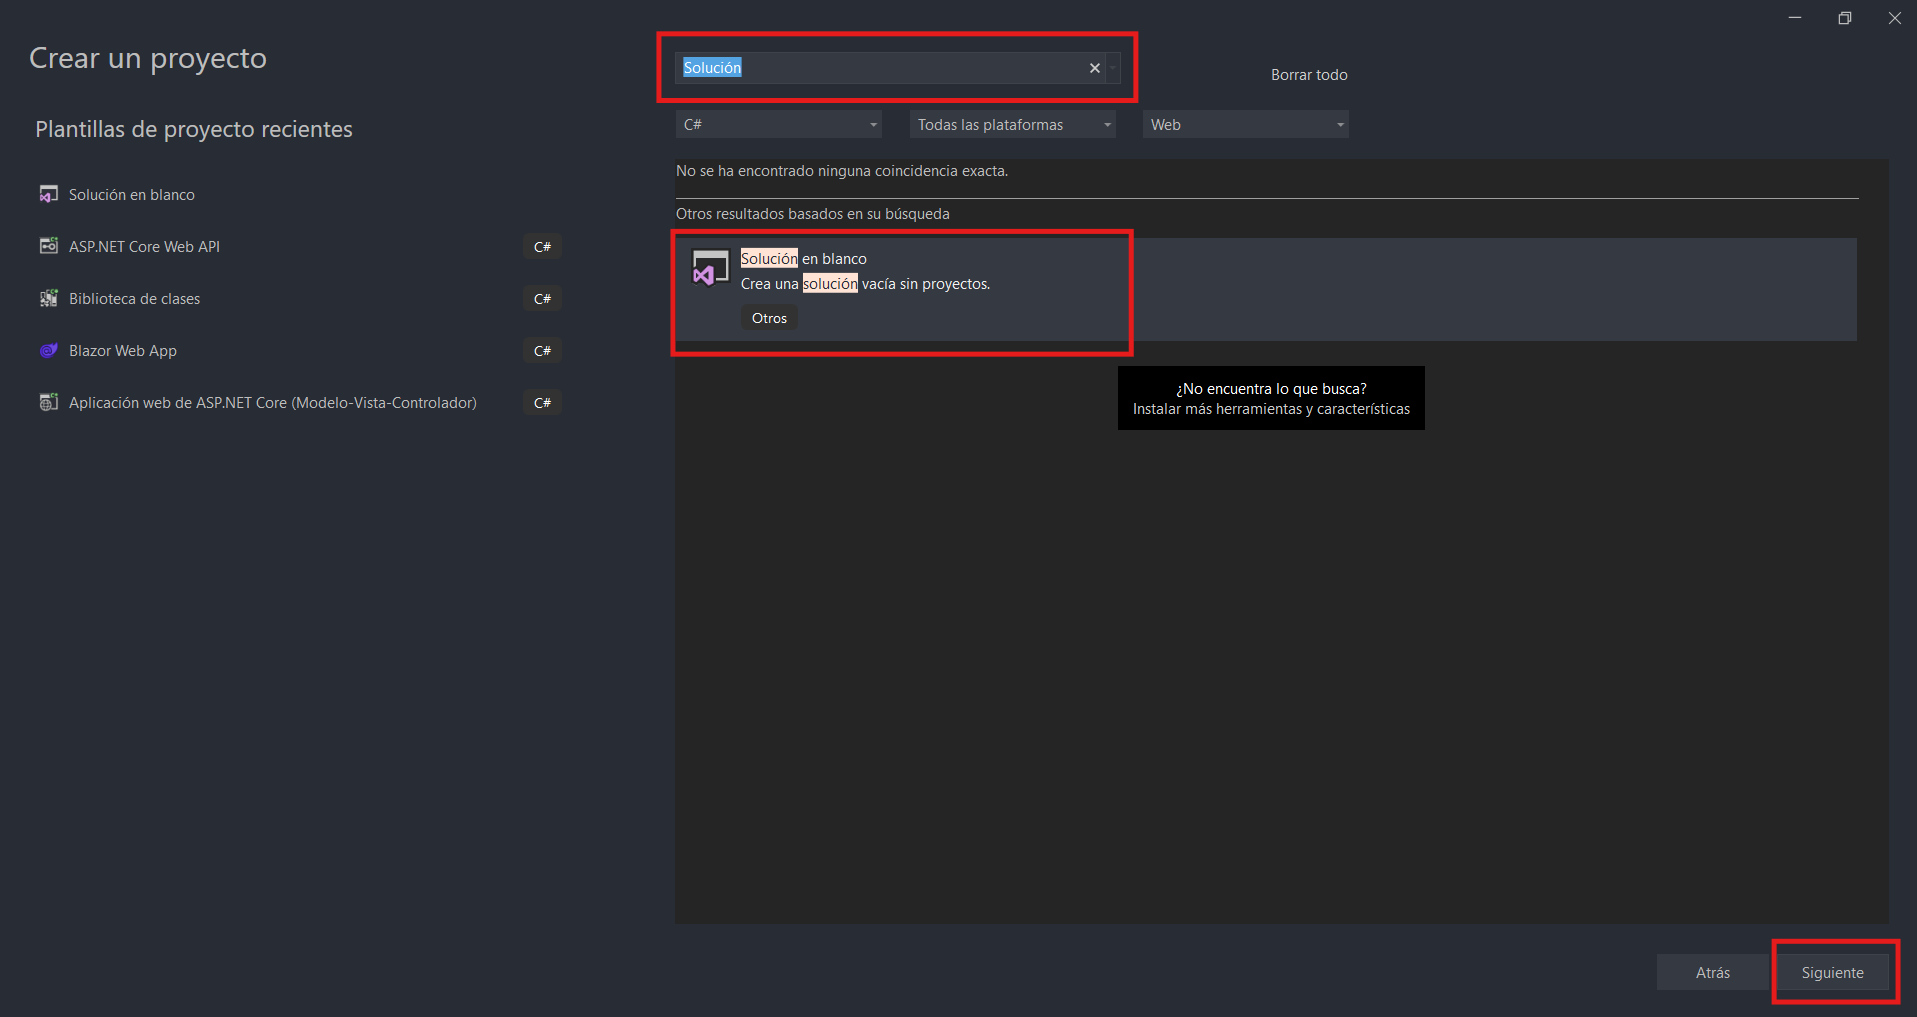 Crear un proyecto
Plantillas de proyecto recientes
Solución en blanco
ASP.NET Core Web API
C#
Biblioteca de clases
C#
Blazor Web App
C#
Aplicación web de ASP.NET Core (Modelo-Vista-Controlador)
C#
Solución
Borrar todo
C#
Todas las plataformas
Web
No se ha encontrado ninguna coincidencia exacta.
Otros resultados basados en su búsqueda
Solución en blanco
Crea una solución vacía sin proyectos.
Otros
¿No encuentra lo que busca?
Instalar más herramientas y características
Atrás
Siguiente